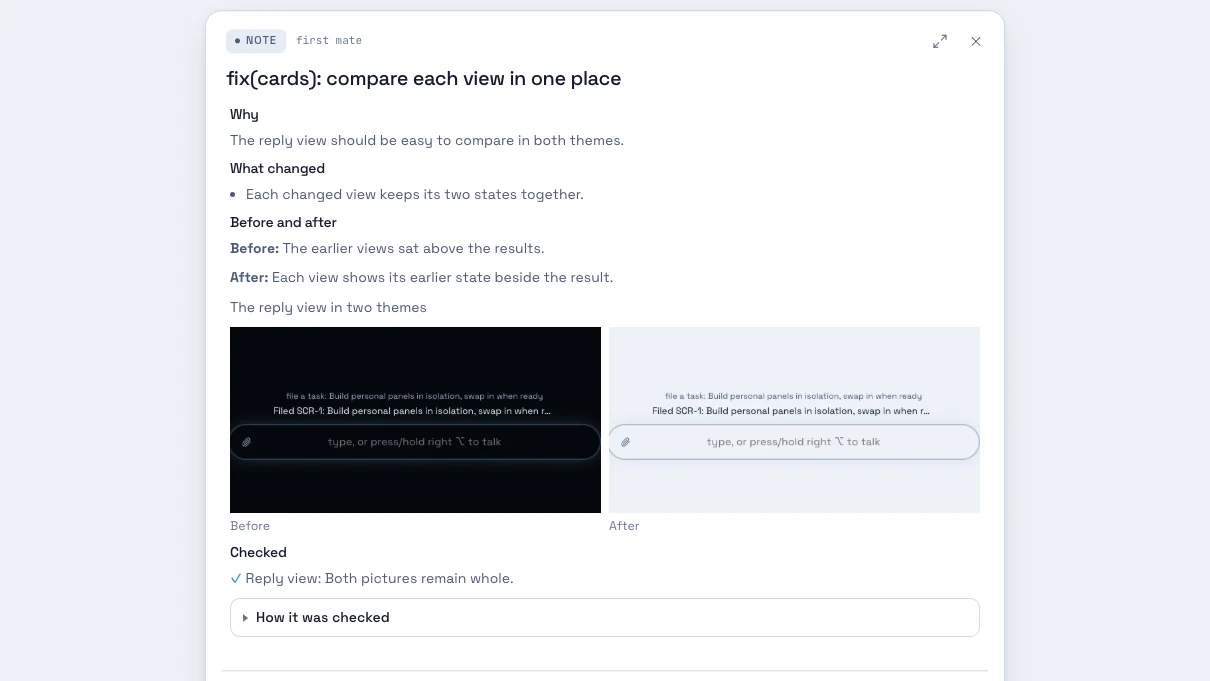 NOTE first mate
fix(cards): compare each view in one place
Why
The reply view should be easy to compare in both themes.
What changed
• Each changed view keeps its two states together.
Before and after
Before: The earlier views sat above the results.
After: Each view shows its earlier state beside the result.
The reply view in two themes
file a task: Build personal panels in isolation, swap in when ready
Filed SCR-1: Build personal panels in isolation, swap in when r…
type, or press/hold right ⌥ to talk
Before
file a task: Build personal panels in isolation, swap in when ready
Filed SCR-1: Build personal panels in isolation, swap in when r…
type, or press/hold right ⌥ to talk
After
Checked
✓ Reply view: Both pictures remain whole.
How it was checked